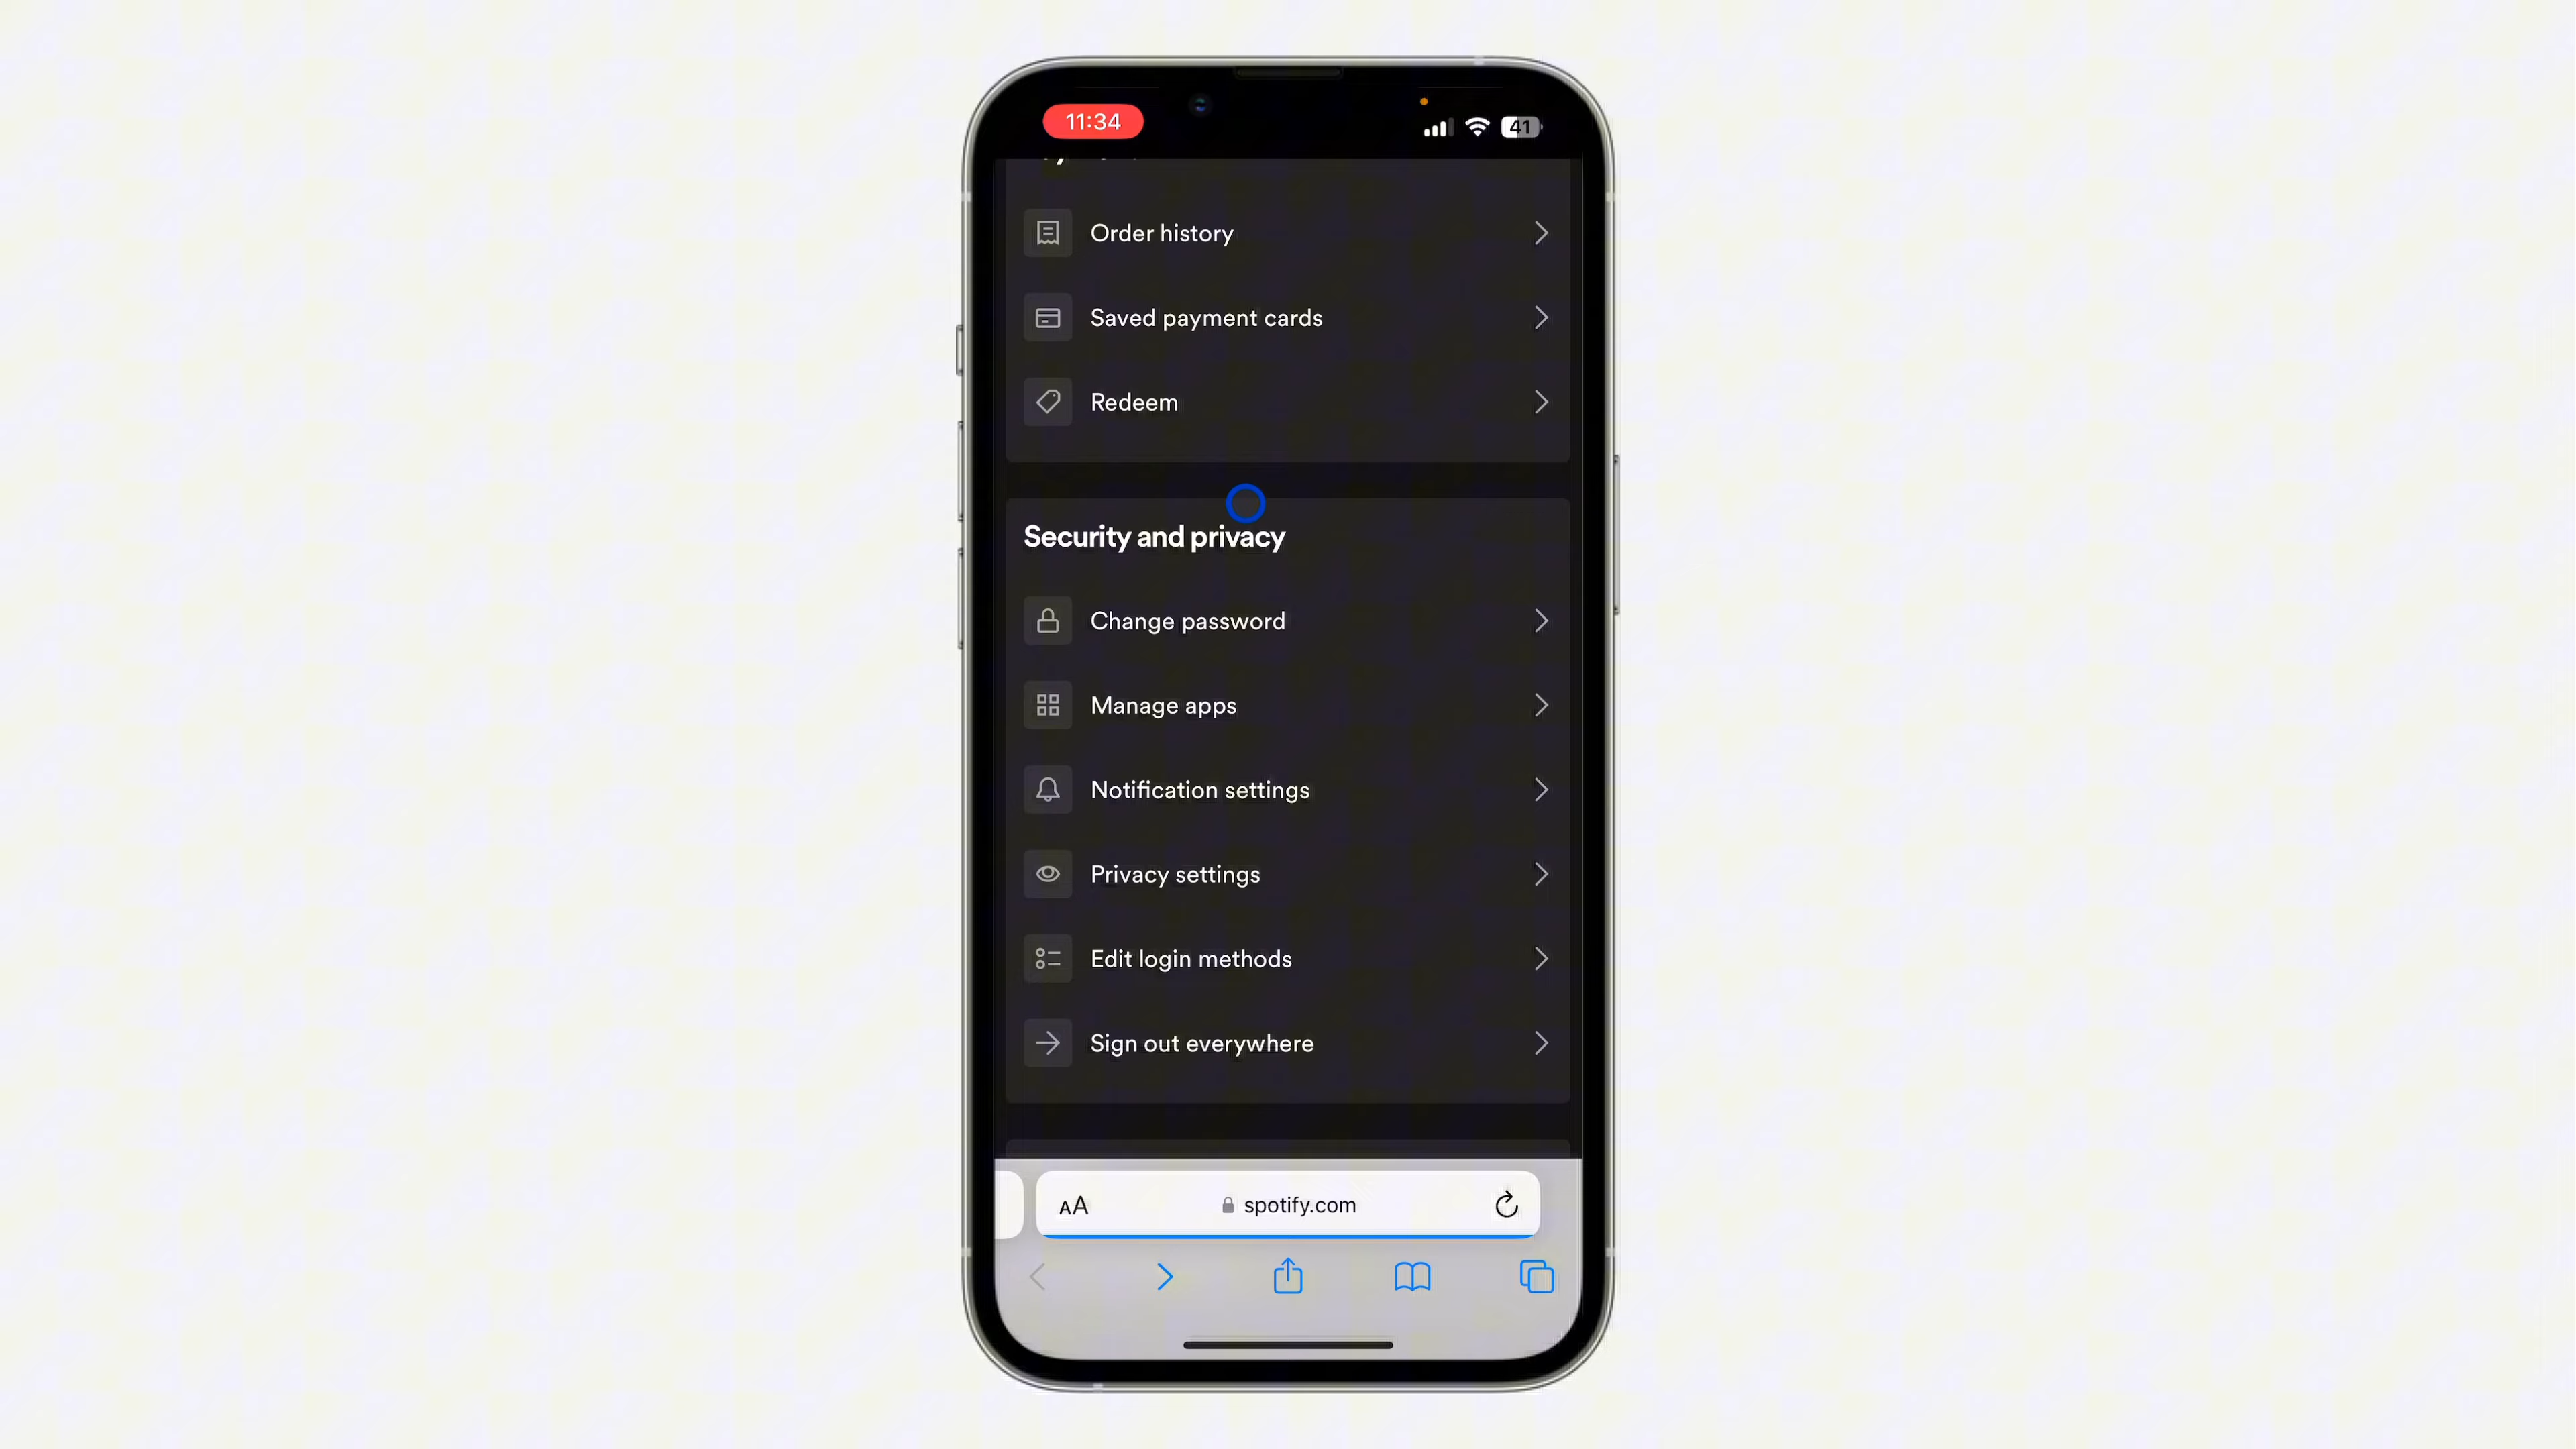 11:34
41
Order history
Saved payment cards
Redeem
Security and privacy
Change password
Manage apps
Notification settings
Privacy settings
Edit login methods
Sign out everywhere
AA
spotify.com